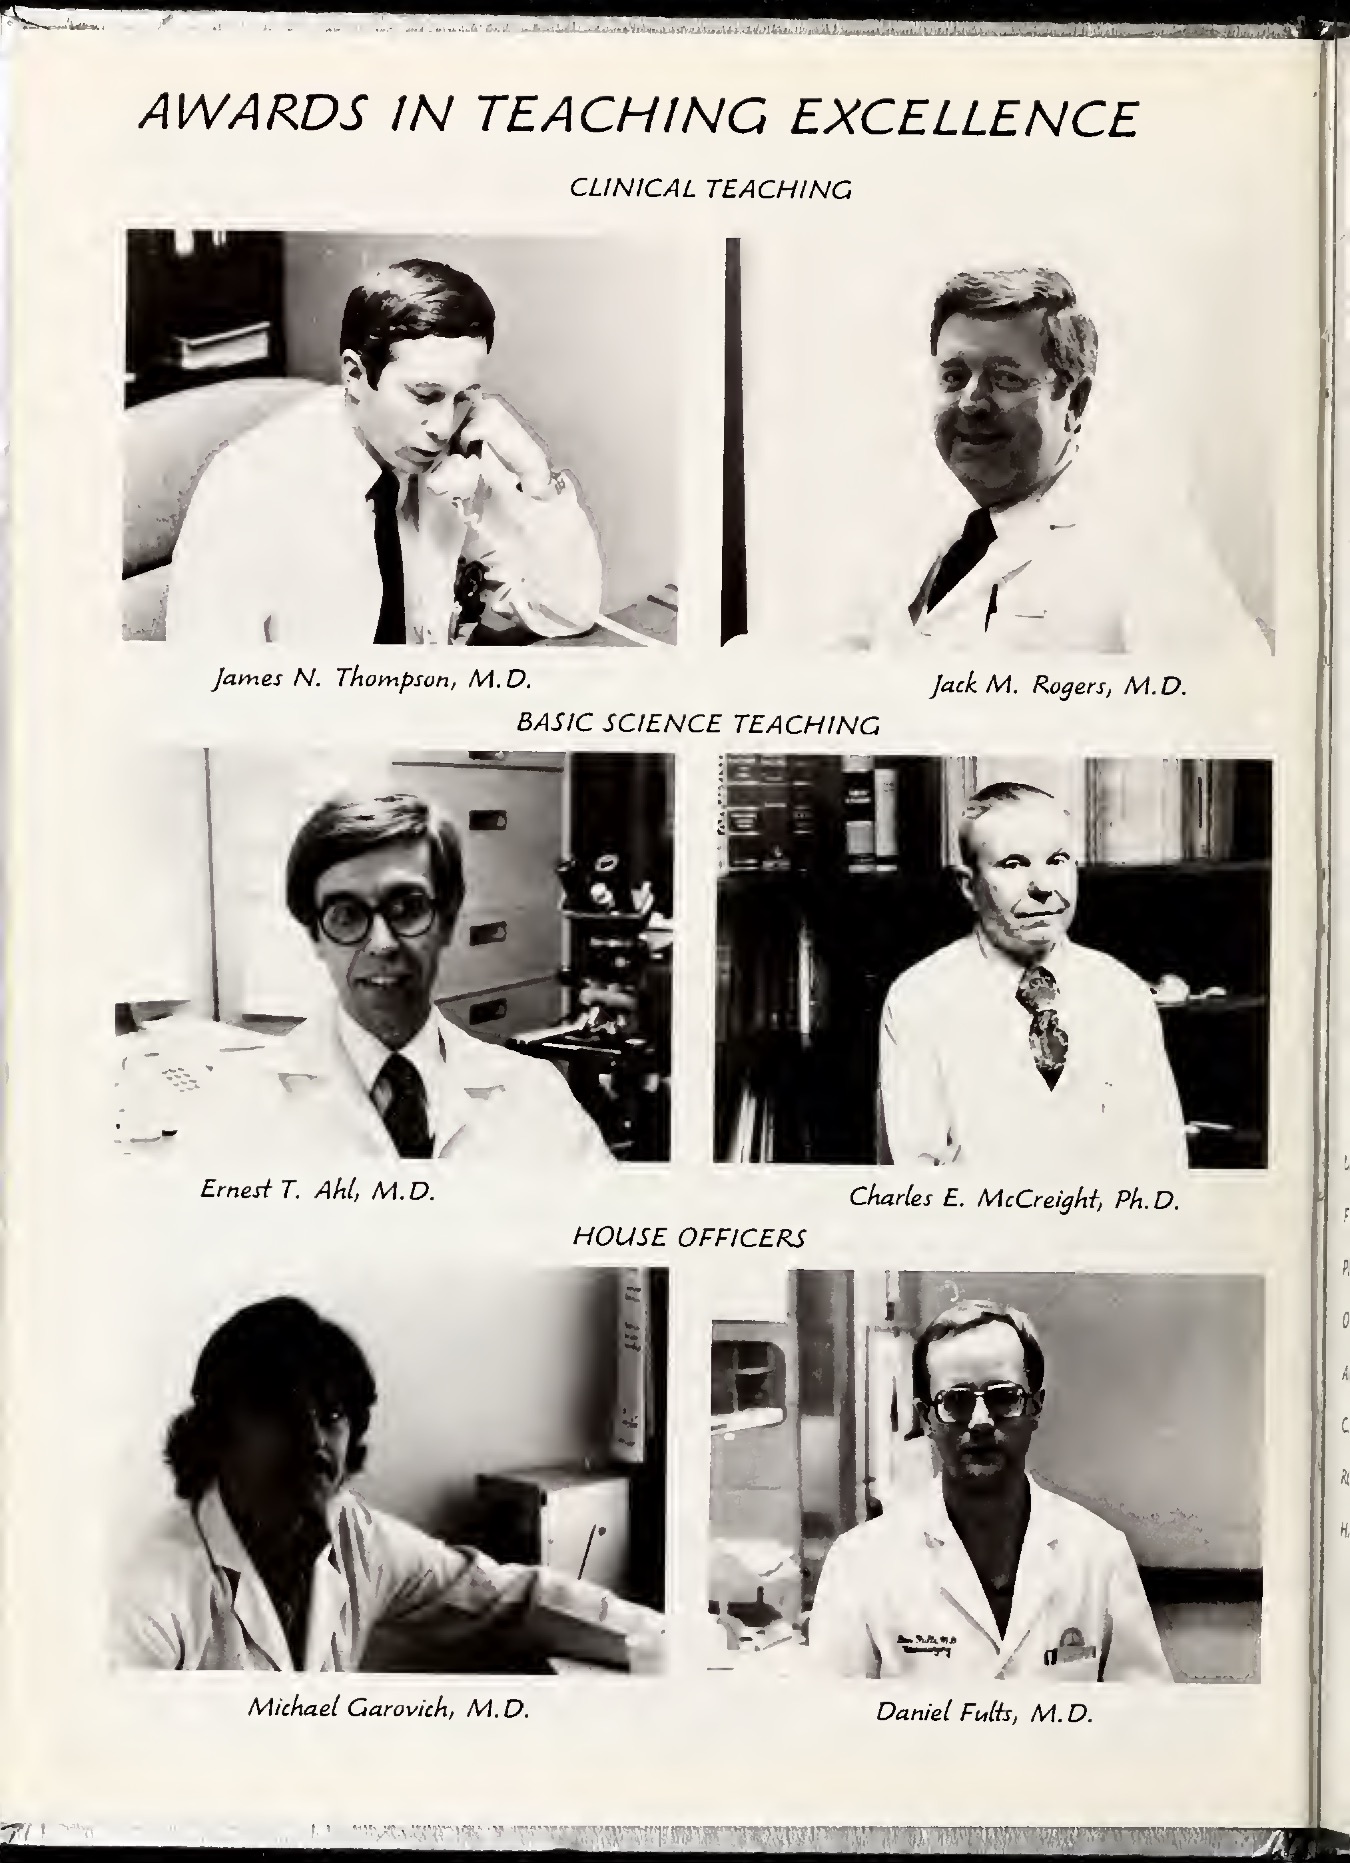 AWARDS IN TEACHING EXCELLENCE
CLINICAL TEACHING
James N. Thompson, M.D.
Jack M. Rogers, M.D.
BASIC SCIENCE TEACHING
Ernest T. Ahl, M.D.
Charles E. McCreight, Ph.D.
HOUSE OFFICERS
Michael Garovich, M.D.
Daniel Fults, M.D.